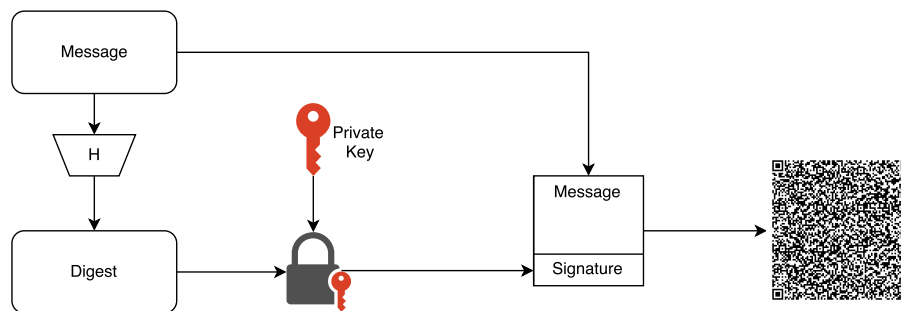 Message
H
Private
Key
Message
Digest
Signature